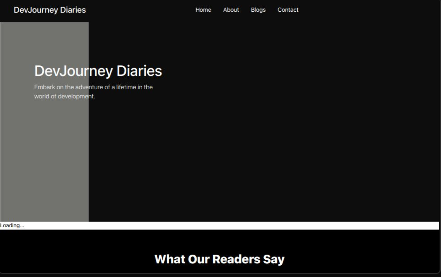 DevJourney Diaries
Home About Blogs Contact
DevJourney Diaries
Embark on the adventure of a lifetime in the
world of development.
Loading...
What Our Readers Say